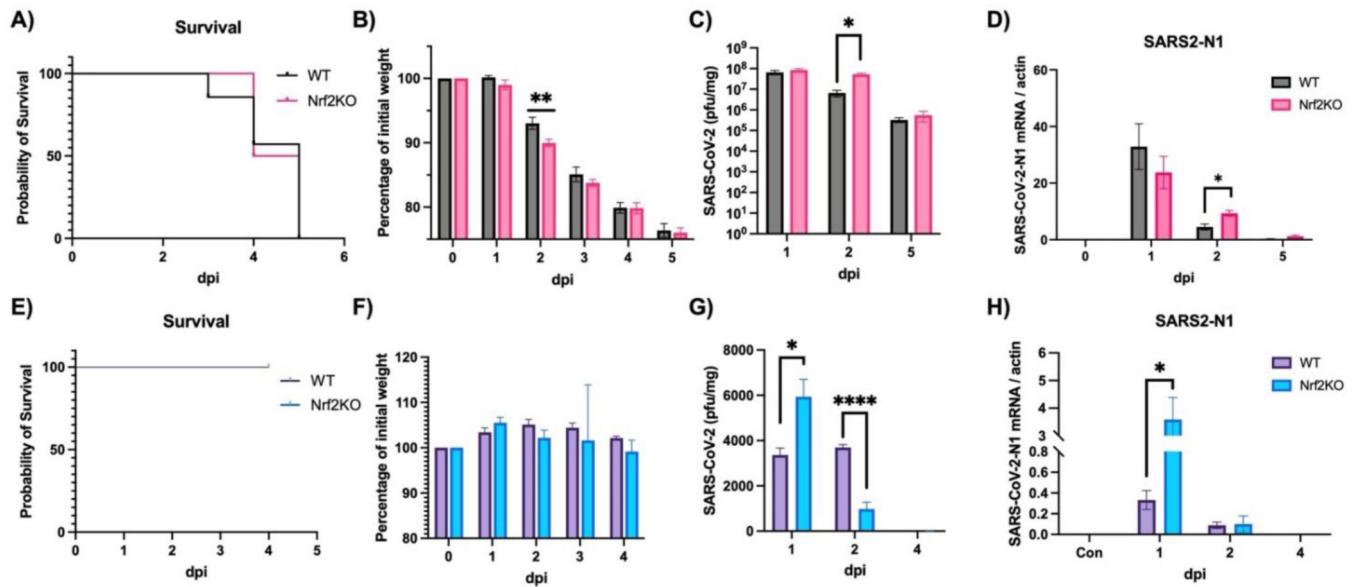 A)
Survival
Probability of Survival
100
50
0
0 2 4 6
dpi
WT
Nrf2KO
B)
Percentage of initial weight
100
90
80
**
0 1 2 3 4 5
dpi
C)
SARS-CoV-2 (pfu/mg)
10⁹
10⁸
10⁷
10⁶
10⁵
10⁴
10³
10²
10¹
10⁰
*
1 2 5
dpi
D)
SARS2-N1
SARS-CoV-2-N1 mRNA / actin
60
40
20
0
*
0 1 2 5
dpi
WT
Nrf2KO
E)
Survival
Probability of Survival
100
50
0
0 1 2 3 4 5
dpi
WT
Nrf2KO
F)
Percentage of initial weight
120
110
100
90
80
0 1 2 3 4
dpi
G)
SARS-CoV-2 (pfu/mg)
8000
6000
4000
2000
0
*
****
1 2 4
dpi
H)
SARS2-N1
SARS-CoV-2-N1 mRNA / actin
6
5
4
3
0.8
0.6
0.4
0.2
0.0
*
Con 1 2 4
dpi
WT
Nrf2KO